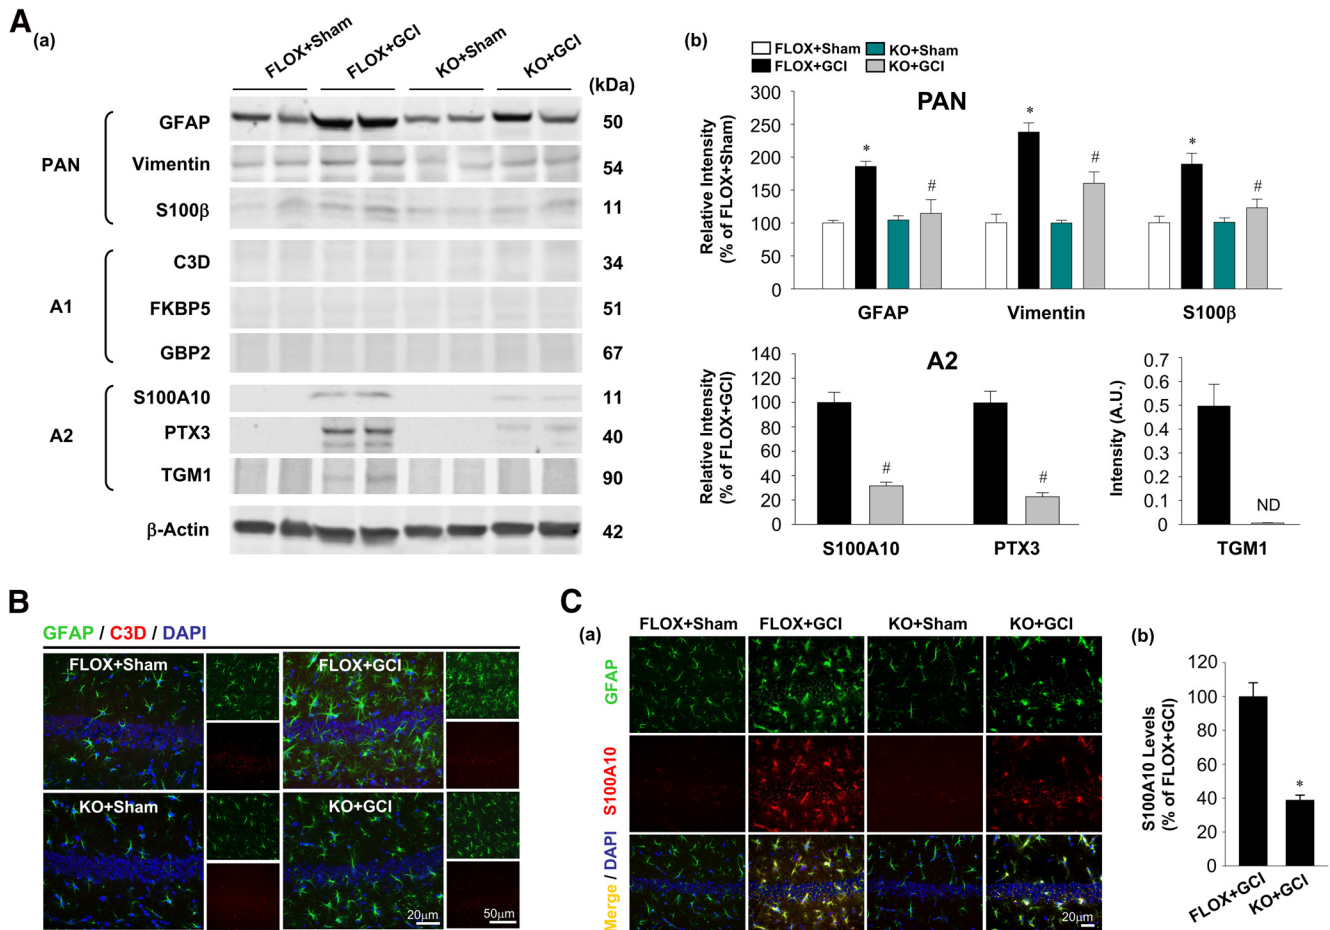 A
(a)
FLOX+Sham
FLOX+GCI
KO+Sham
KO+GCI
(kDa)
PAN
GFAP
50
Vimentin
54
S100β
11
A1
C3D
34
FKBP5
51
GBP2
67
A2
S100A10
11
PTX3
40
TGM1
90
β-Actin
42
(b)
FLOX+Sham
KO+Sham
FLOX+GCI
KO+GCI
PAN
Relative Intensity
(% of FLOX+Sham)
300
250
200
150
100
50
0
*
#
*
#
*
#
GFAP
Vimentin
S100β
A2
Relative Intensity
(% of FLOX+GCI)
140
120
100
80
60
40
20
0
#
#
S100A10
PTX3
Intensity (A.U.)
0.7
0.6
0.5
0.4
0.3
0.2
0.1
0
ND
TGM1
B
GFAP / C3D / DAPI
FLOX+Sham
FLOX+GCI
KO+Sham
KO+GCI
20μm
50μm
C
(a)
FLOX+Sham
FLOX+GCI
KO+Sham
KO+GCI
GFAP
S100A10
Merge / DAPI
20μm
(b)
S100A10 Levels
(% of FLOX+GCI)
120
100
80
60
40
20
0
*
FLOX+GCI
KO+GCI